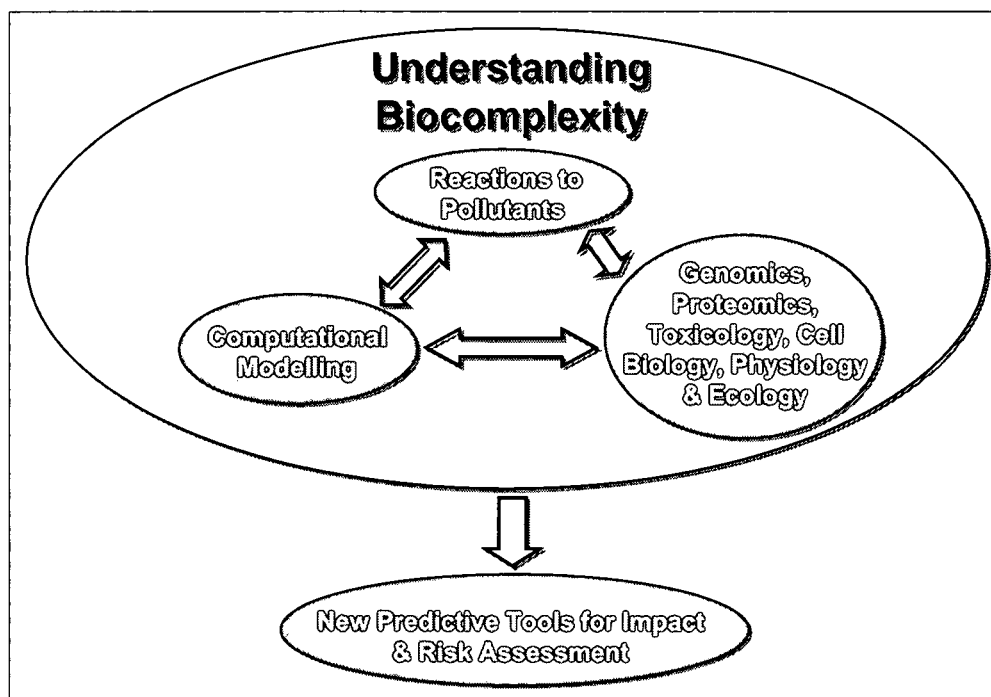 Understanding
Biocomplexity
Reactions to
Pollutants
Computational
Modelling
Genomics,
Proteomics,
Toxicology, Cell
Biology, Physiology
& Ecology
New Predictive Tools for Impact
& Risk Assessment